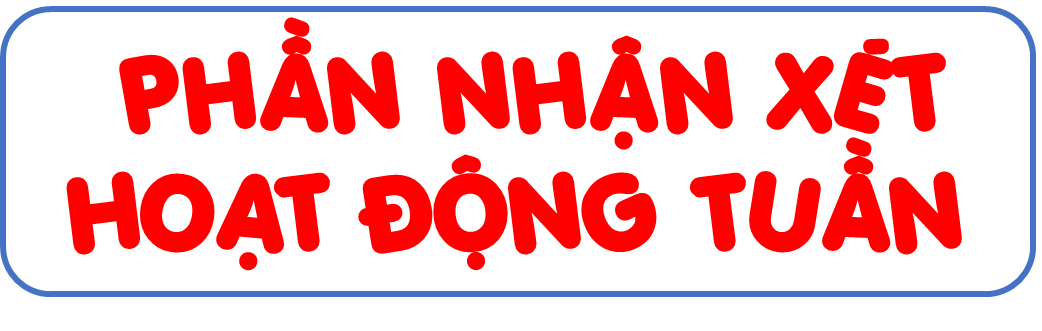 PHẦN NHẬN XÉT
HOẠT ĐỘNG TUẦN